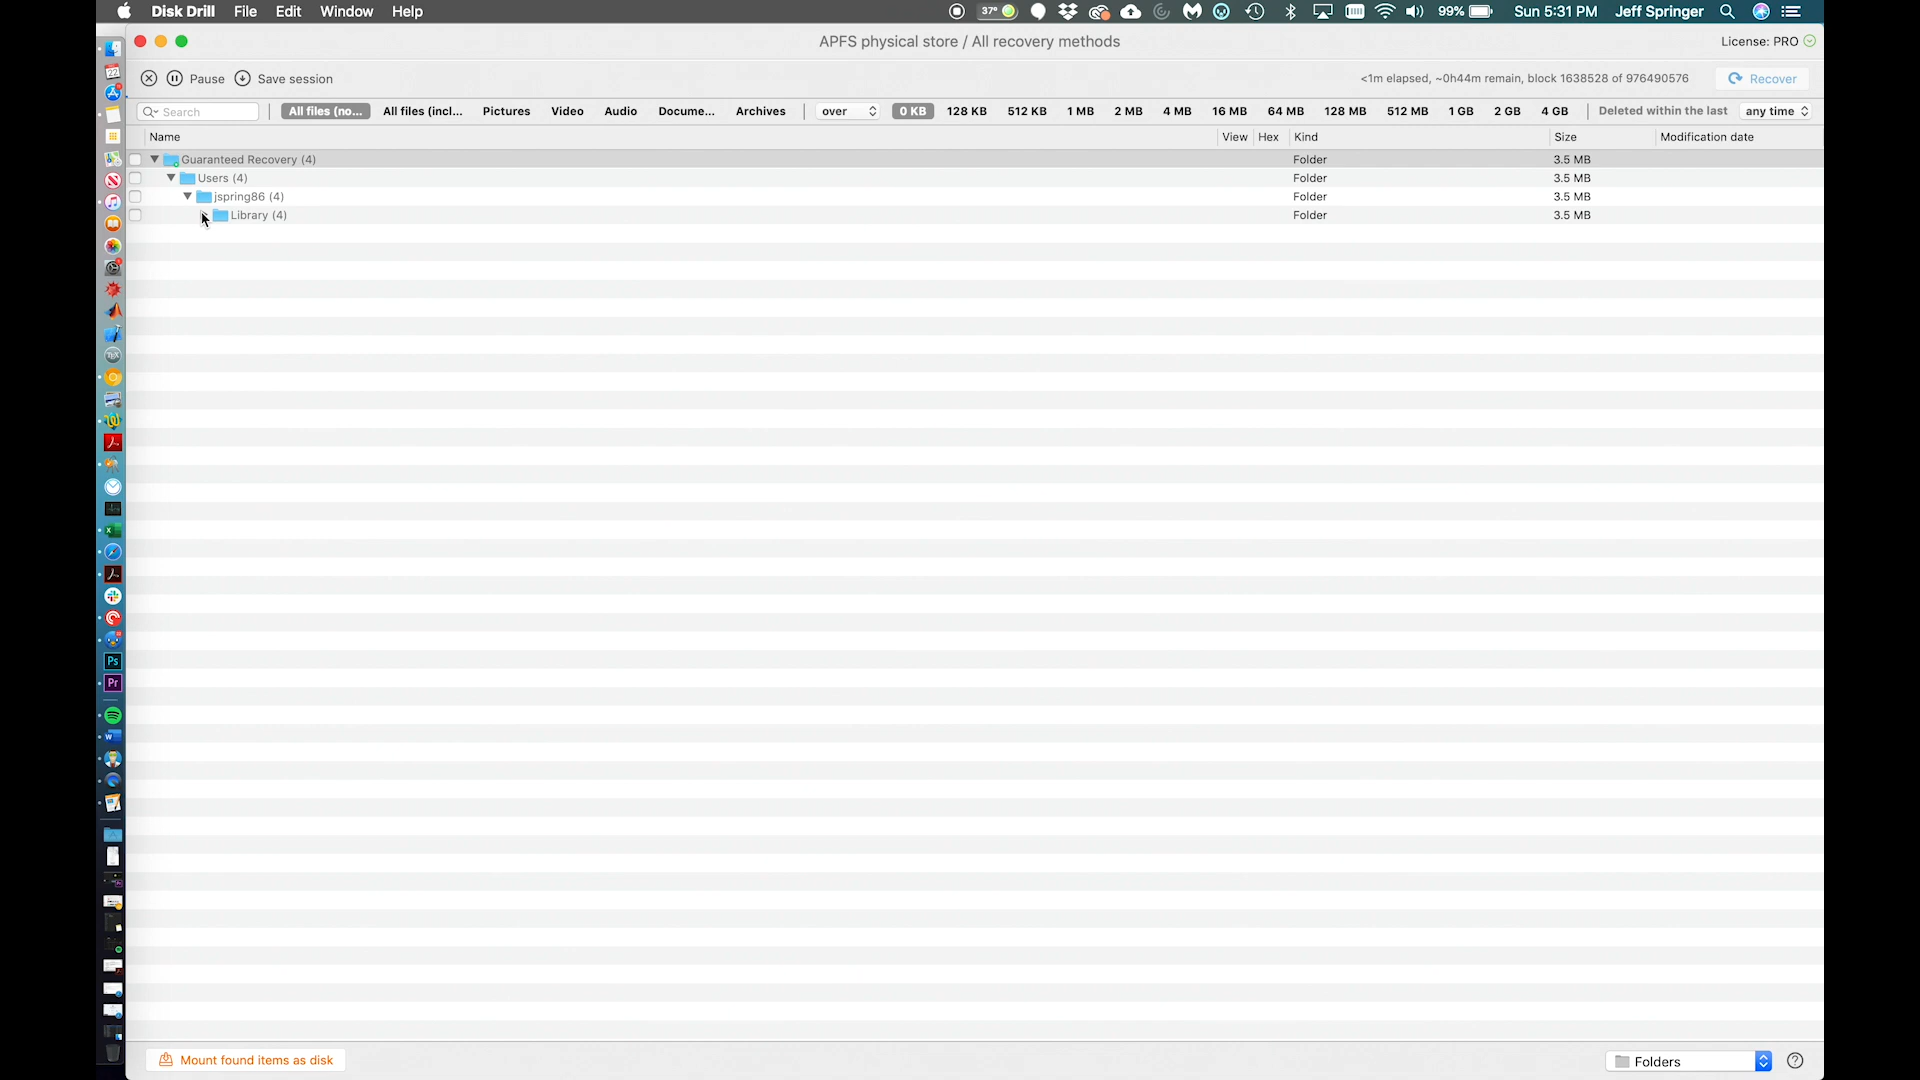 Disk Drill File Edit Window Help 37° 99% Sun 5:31 PM Jeff Springer
APFS physical store / All recovery methods License: PRO
Pause Save session <1m elapsed, ~0h44m remain, block 1638528 of 976490576 Recover
Search All files (no... All files (incl... Pictures Video Audio Docume... Archives over 0 KB 128 KB 512 KB 1 MB 2 MB 4 MB 16 MB 64 MB 128 MB 512 MB 1 GB 2 GB 4 GB Deleted within the last any time
Name View Hex Kind Size Modification date
Guaranteed Recovery (4) Folder 3.5 MB
Users (4) Folder 3.5 MB
jspring86 (4) Folder 3.5 MB
Library (4) Folder 3.5 MB
Ps
Pr
Mount found items as disk Folders ?